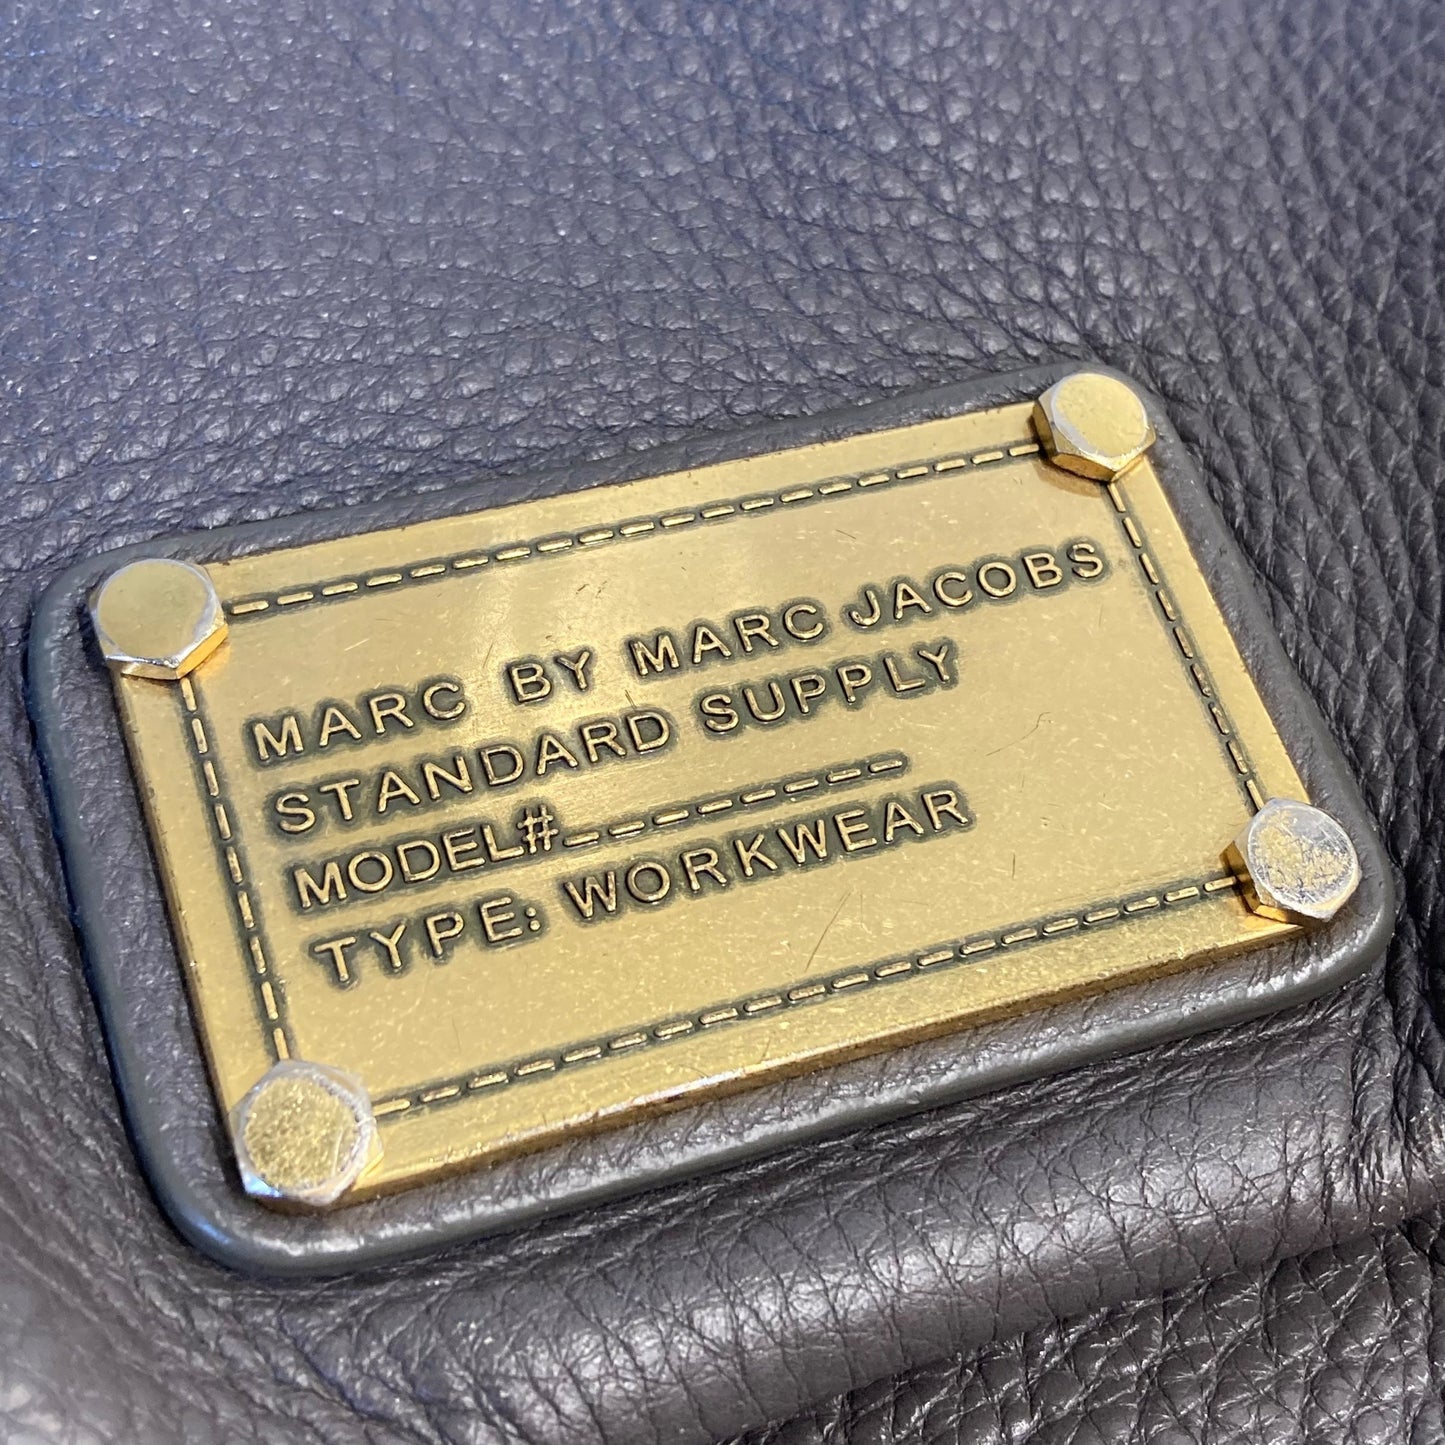 MARC BY MARC JACOBS
STANDARD SUPPLY
MODEL#_________
TYPE: WORKWEAR